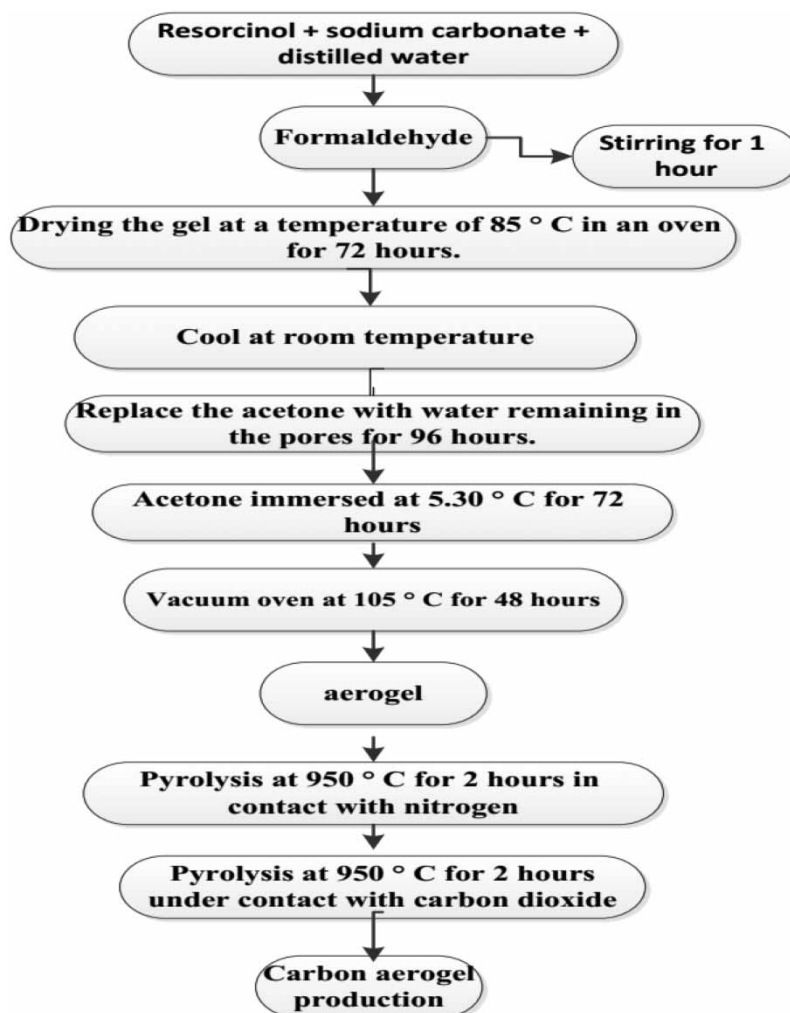 Resorcinol + sodium carbonate +
distilled water
Formaldehyde
Stirring for 1
hour
Drying the gel at a temperature of 85 ° C in an oven
for 72 hours.
Cool at room temperature
Replace the acetone with water remaining in
the pores for 96 hours.
Acetone immersed at 5.30 ° C for 72
hours
Vacuum oven at 105 ° C for 48 hours
aerogel
Pyrolysis at 950 ° C for 2 hours in
contact with nitrogen
Pyrolysis at 950 ° C for 2 hours
under contact with carbon dioxide
Carbon aerogel
production